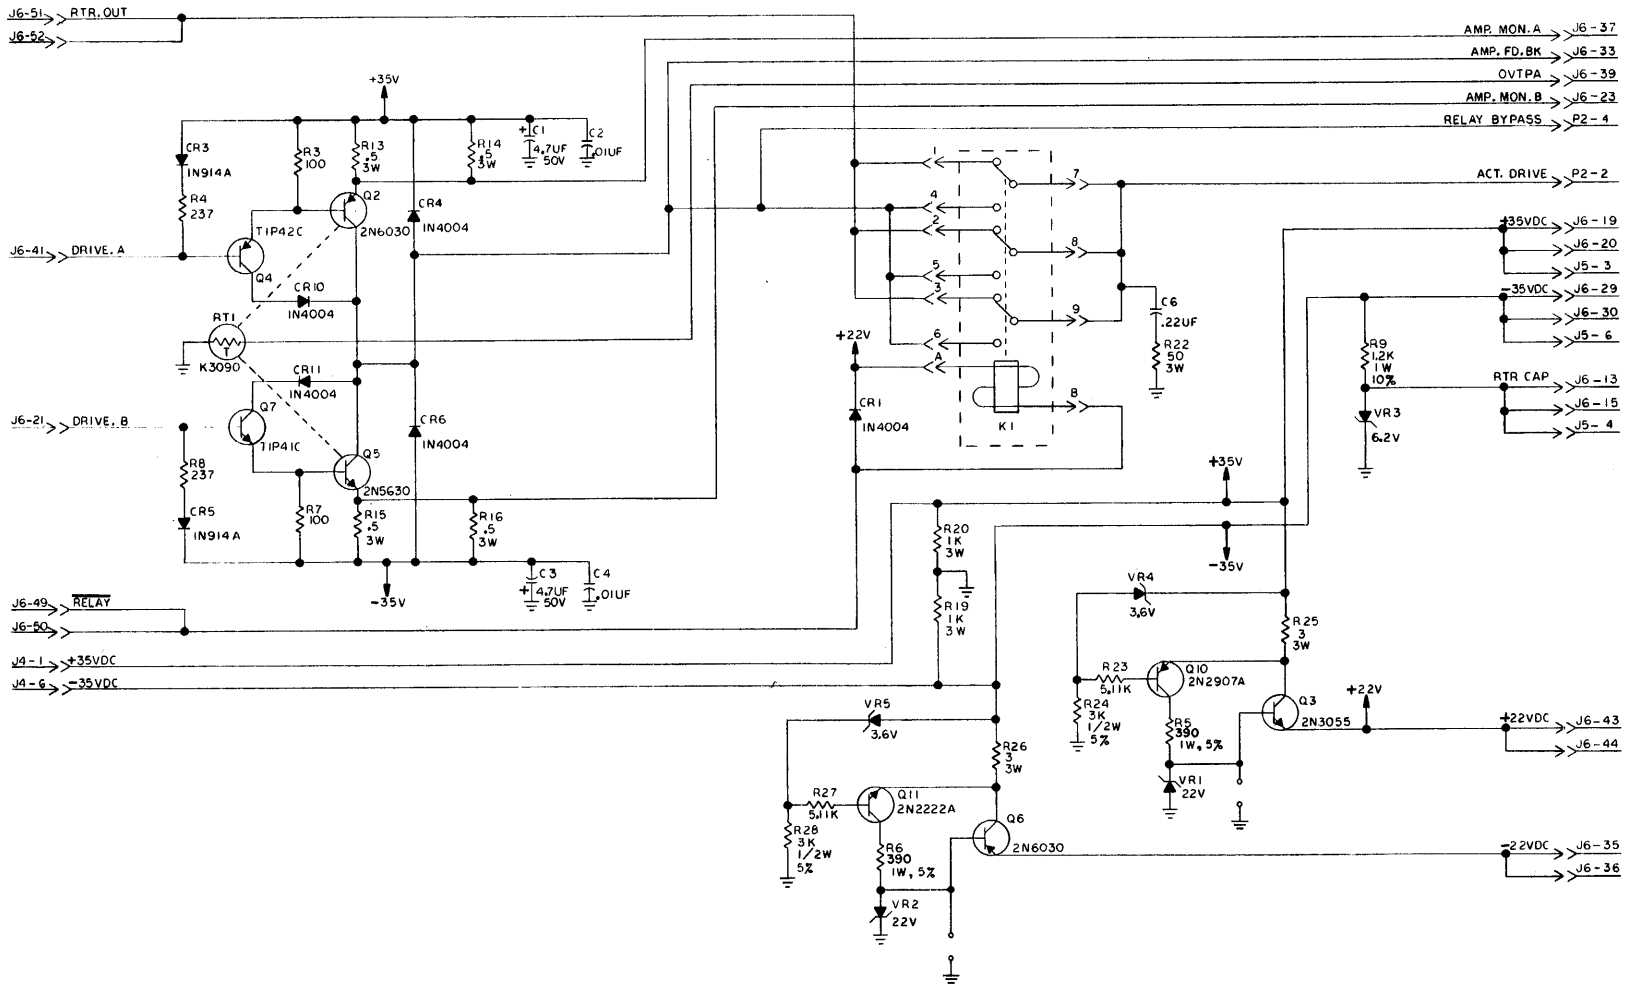 J6-51 RTR. OUT
J6-52
AMP. MON. A J6-37
AMP. FD. BK J6-33
OVTPA J6-39
AMP. MON. B J6-23
RELAY BYPASS P2-4
ACT. DRIVE P2-2
+35VDC J6-19
J6-20
J5-3
-35VDC J6-29
J6-30
J5-6
RTR CAP J6-13
J6-15
J5-4
+35V
CR3
1N914A
R4
237
R3
100
R13
.5
3W
R14
.5
3W
+ C1
4.7UF
50V
C2
.01UF
Q2
2N6030
CR4
1N4004
TIP42C
Q4
J6-41 DRIVE. A
CR10
1N4004
RT1
T
K3090
CR11
1N4004
Q7
TIP41C
J6-21 DRIVE. B
CR6
1N4004
Q5
2N5630
R8
237
CR5
1N914A
R7
100
R15
.5
3W
R16
.5
3W
C3
+ 4.7UF
50V
C4
.01UF
-35V
J6-49 RELAY
J6-50
J4-1 +35VDC
J4-6 -35VDC
1
4
2
5
3
6
A
7
8
9
B
K1
+22V
CR1
1N4004
C6
.22UF
R22
50
3W
R9
1.2K
1W
10%
VR3
6.2V
+35V
-35V
R20
1K
3W
R19
1K
3W
VR4
3.6V
R25
3
3W
R23
5.11K
Q10
2N2907A
R24
3K
1/2W
5%
R5
390
1W, 5%
Q3
2N3055
+22V
VR1
22V
+22VDC J6-43
J6-44
VR5
3.6V
R26
3
3W
R27
5.11K
Q11
2N2222A
R28
3K
1/2W
5%
R6
390
1W, 5%
Q6
2N6030
VR2
22V
-22VDC J6-35
J6-36